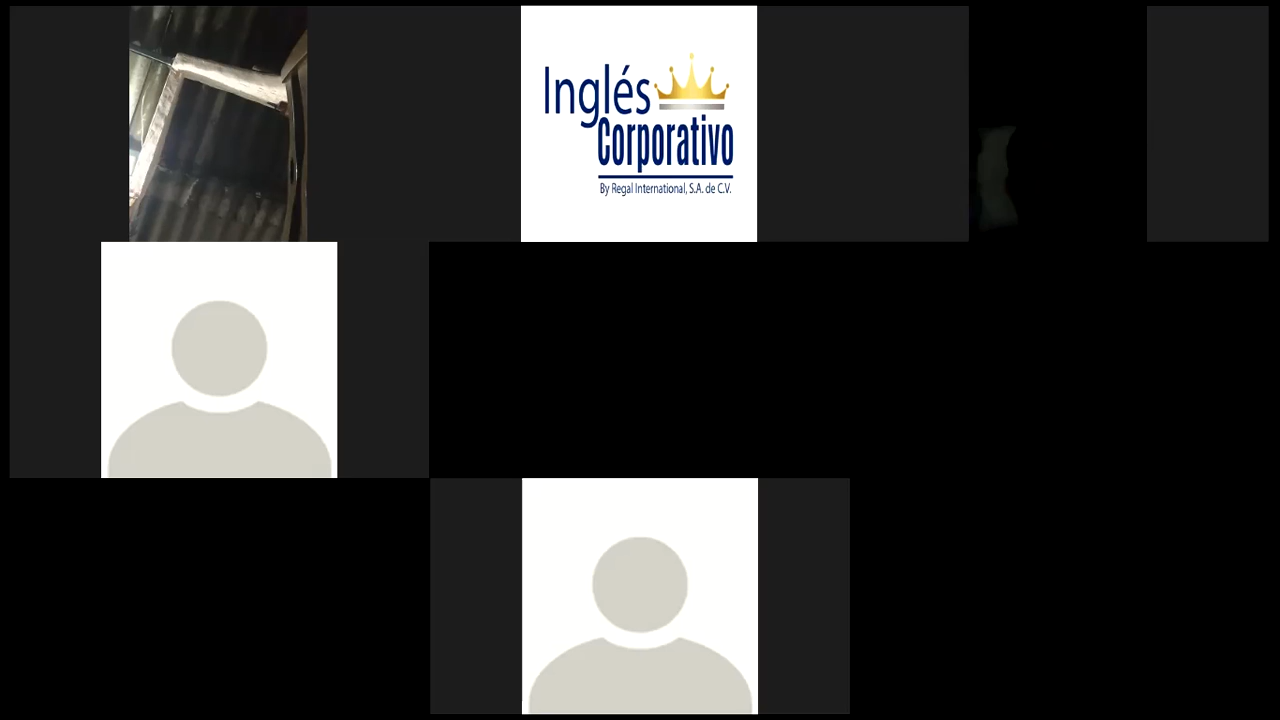 Inglés
Corporativo
By Regal International, S.A. de C.V.